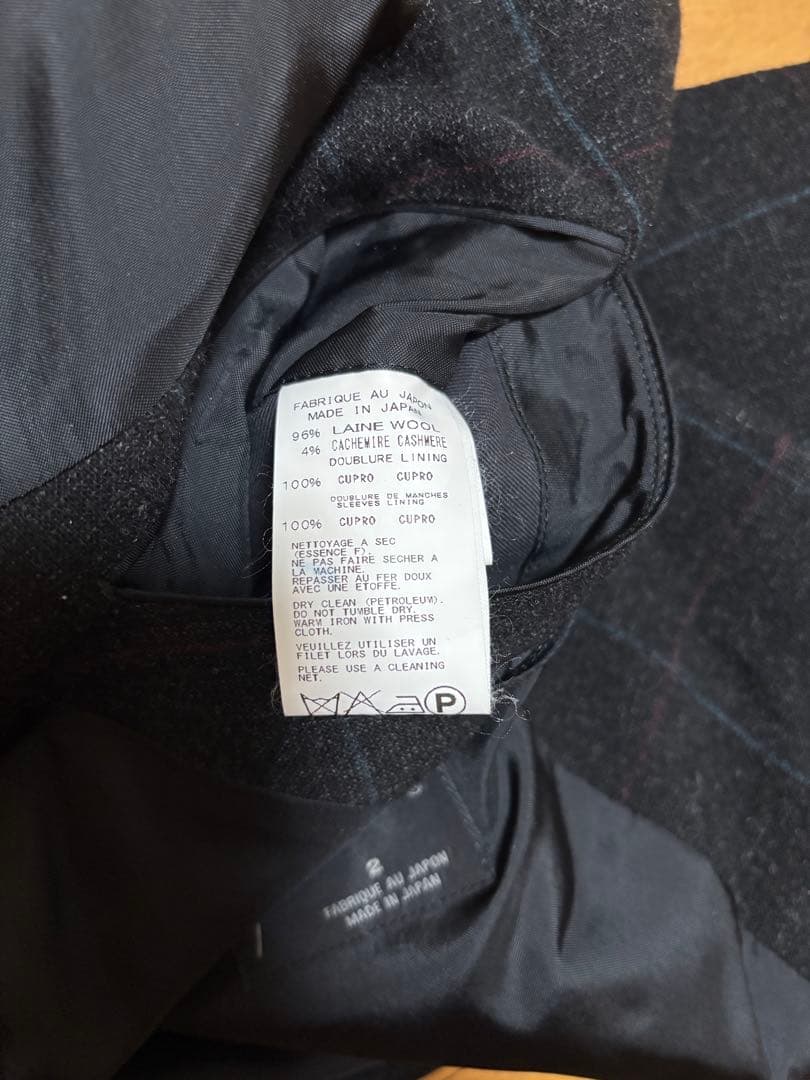 FABRIQUE AU JAPON
MADE IN JAPAN
96% LAINE WOOL
4% CACHEMIRE CASHMERE
DOUBLURE LINING
100% CUPRO CUPRO
DOUBLURE DE MANCHES
SLEEVES LINING
100% CUPRO CUPRO
NETTOYAGE A SEC
(ESSENCE F).
NE PAS FAIRE SECHER A
LA MACHINE.
REPASSER AU FER DOUX
AVEC UNE ETOFFE.
DRY CLEAN (PETROLEUM).
DO NOT TUMBLE DRY.
WARM IRON WITH PRESS
CLOTH.
VEUILLEZ UTILISER UN
FILET LORS DU LAVAGE.
PLEASE USE A CLEANING
NET.
P
2
FABRIQUE AU JAPON
MADE IN JAPAN